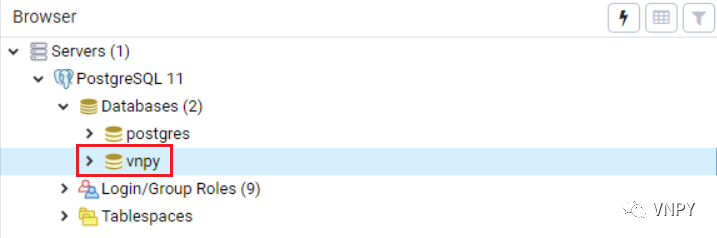 Browser
Servers (1)
PostgreSQL 11
Databases (2)
postgres
vnpy
Login/Group Roles (9)
Tablespaces
VNPY